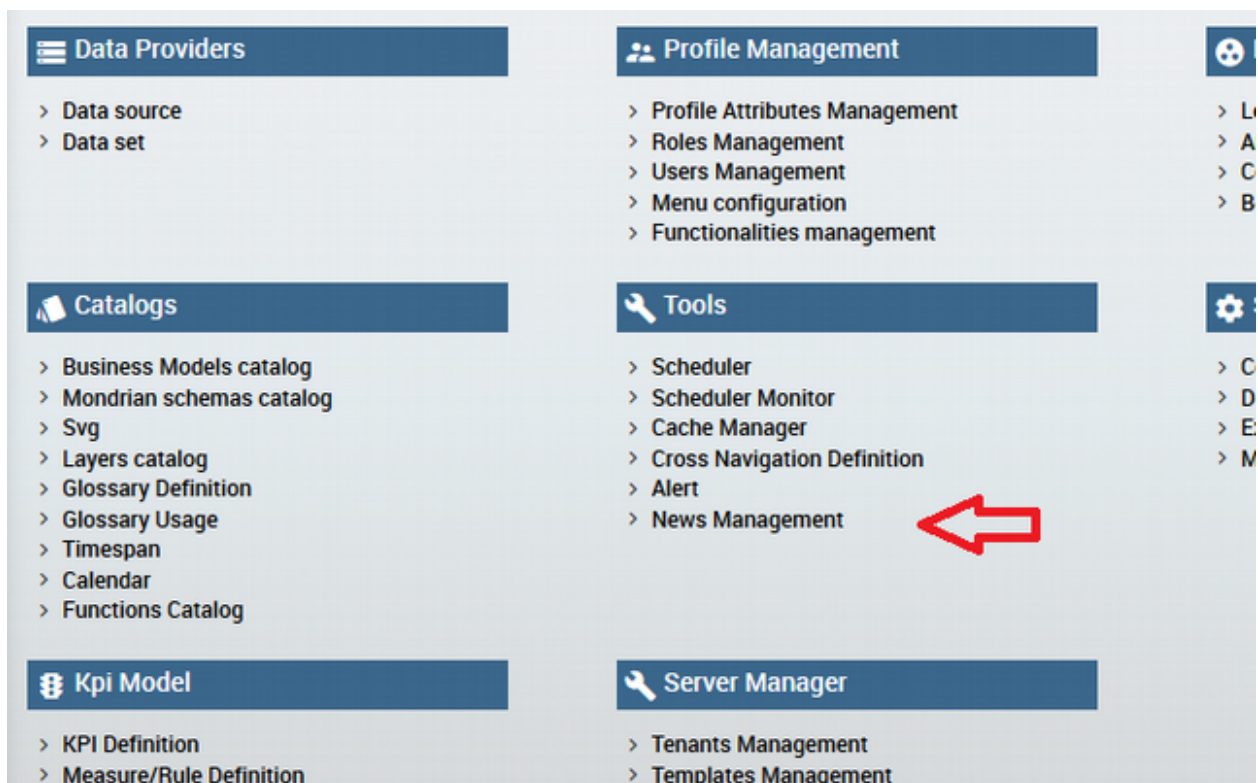 Data Providers
Data source
Data set
Profile Management
Profile Attributes Management
Roles Management
Users Management
Menu configuration
Functionalities management
Catalogs
Business Models catalog
Mondrian schemas catalog
Svg
Layers catalog
Glossary Definition
Glossary Usage
Timespan
Calendar
Functions Catalog
Tools
Scheduler
Scheduler Monitor
Cache Manager
Cross Navigation Definition
Alert
News Management
Kpi Model
KPI Definition
Measure/Rule Definition
Server Manager
Tenants Management
Templates Management